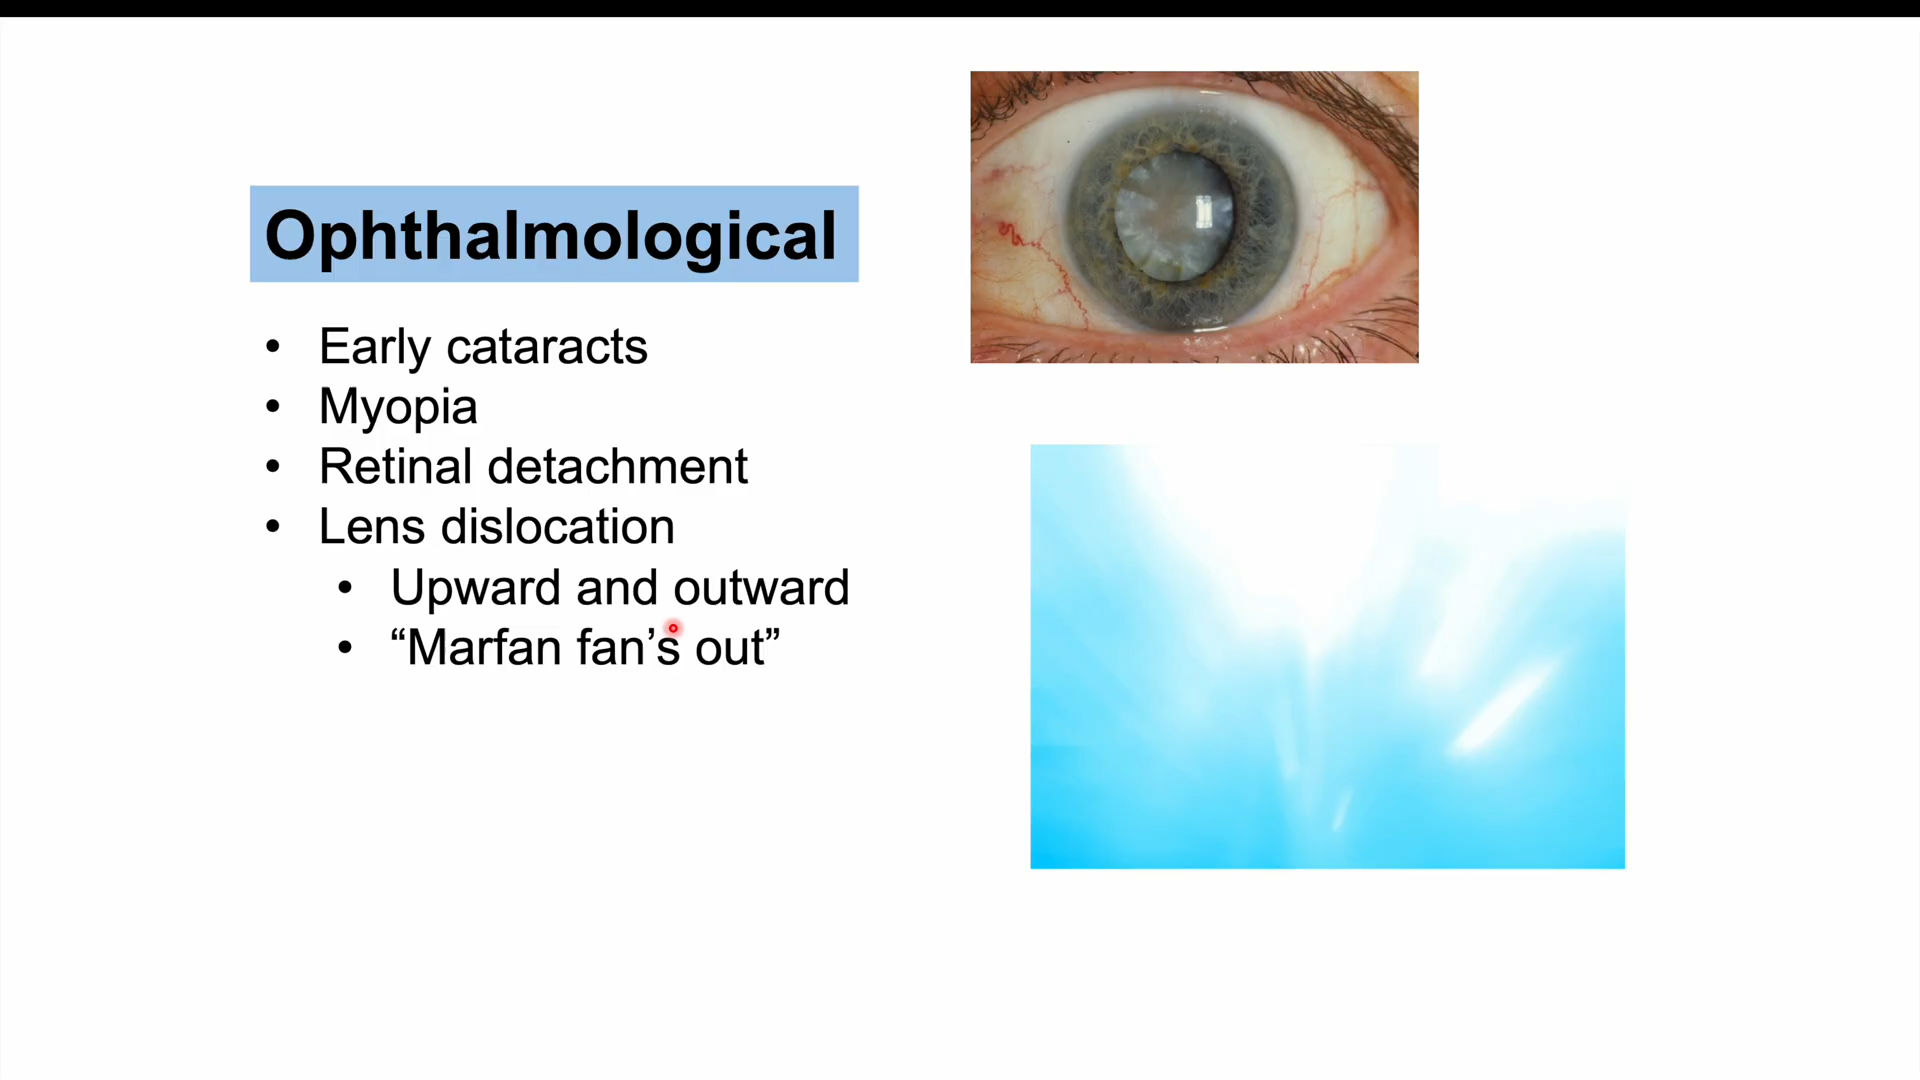 Ophthalmological
• Early cataracts
• Myopia
• Retinal detachment
• Lens dislocation
• Upward and outward
• “Marfan fan’s out”